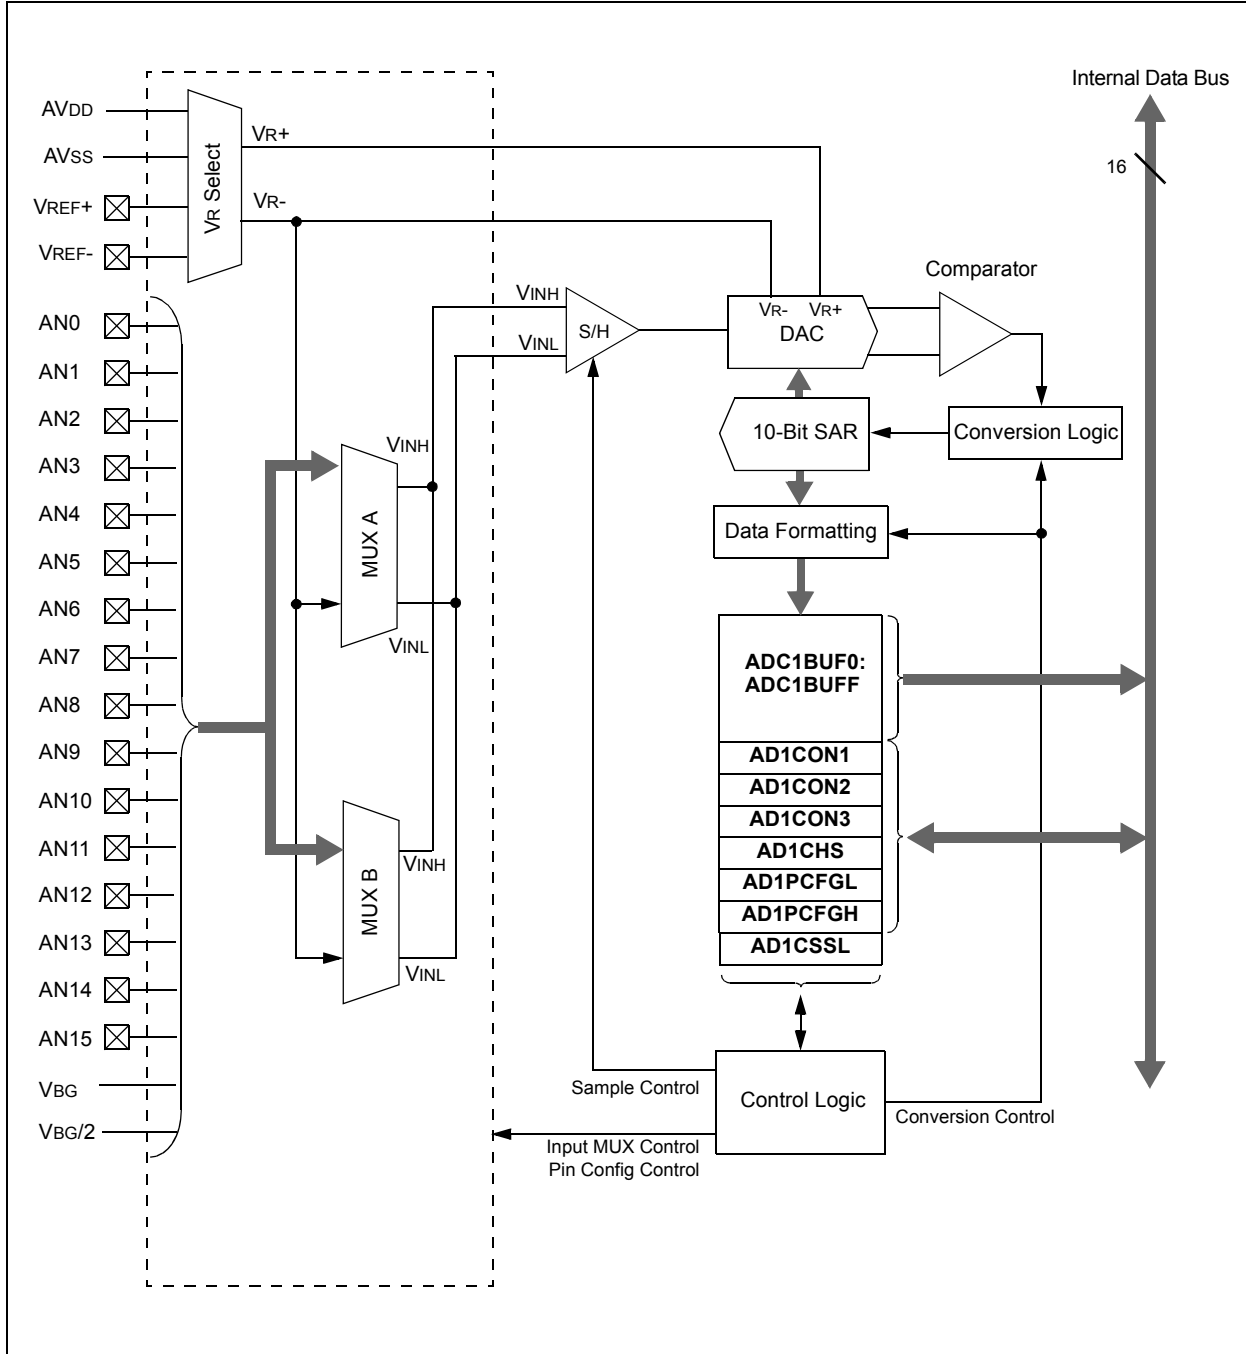 Internal Data Bus
16
AVDD
AVSS
VREF+
VREF-
VR Select
VR+
VR-
AN0
AN1
AN2
AN3
AN4
AN5
AN6
AN7
AN8
AN9
AN10
AN11
AN12
AN13
AN14
AN15
VBG
VBG/2
MUX A
VINH
VINL
MUX B
VINH
VINL
VINH
VINL
S/H
VR- VR+
DAC
Comparator
10-Bit SAR
Conversion Logic
Data Formatting
ADC1BUF0:
ADC1BUFF
AD1CON1
AD1CON2
AD1CON3
AD1CHS
AD1PCFGL
AD1PCFGH
AD1CSSL
Control Logic
Sample Control
Conversion Control
Input MUX Control
Pin Config Control